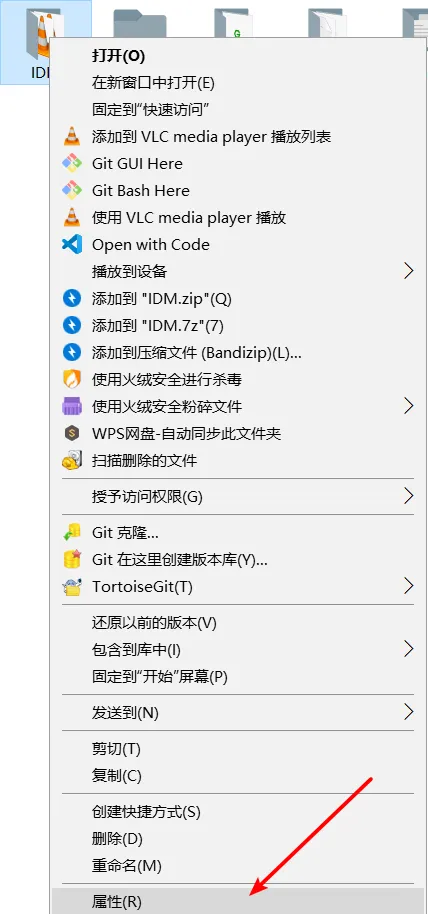 打开(O)
在新窗口中打开(E)
固定到“快速访问”
添加到 VLC media player 播放列表
Git GUI Here
Git Bash Here
使用 VLC media player 播放
Open with Code
播放到设备
添加到 "IDM.zip"(Q)
添加到 "IDM.7z"(7)
添加到压缩文件 (Bandizip)(L)...
使用火绒安全进行杀毒
使用火绒安全粉碎文件
WPS网盘-自动同步此文件夹
扫描删除的文件
授予访问权限(G)
Git 克隆...
Git 在这里创建版本库(Y)...
TortoiseGit(T)
还原以前的版本(V)
包含到库中(I)
固定到“开始”屏幕(P)
发送到(N)
剪切(T)
复制(C)
创建快捷方式(S)
删除(D)
重命名(M)
属性(R)